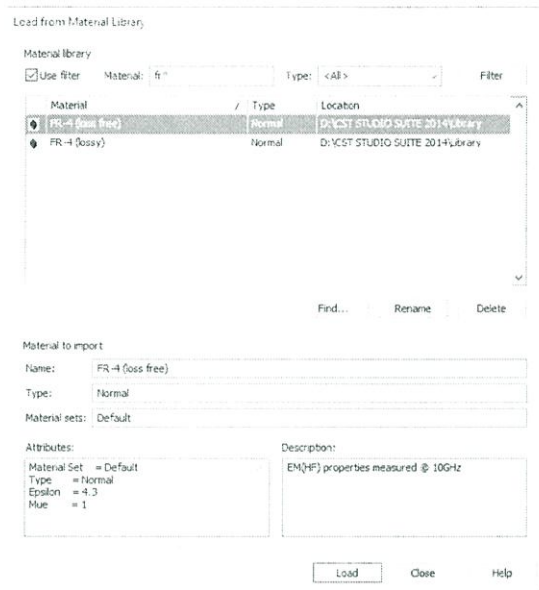 Load from Material Library
Material library
Use filter Material: fr* Type: <All> Filter
Material / Type Location
FR-4 (loss free) Normal D:\CST STUDIO SUITE 2014\Library
FR-4 (lossy) Normal D:\CST STUDIO SUITE 2014\Library
Find... Rename Delete
Material to import
Name: FR-4 (loss free)
Type: Normal
Material sets: Default
Attributes: Description:
Material Set = Default EM(HF) properties measured @ 10GHz
Type = Normal
Epsilon = 4.3
Mue = 1
Load Close Help